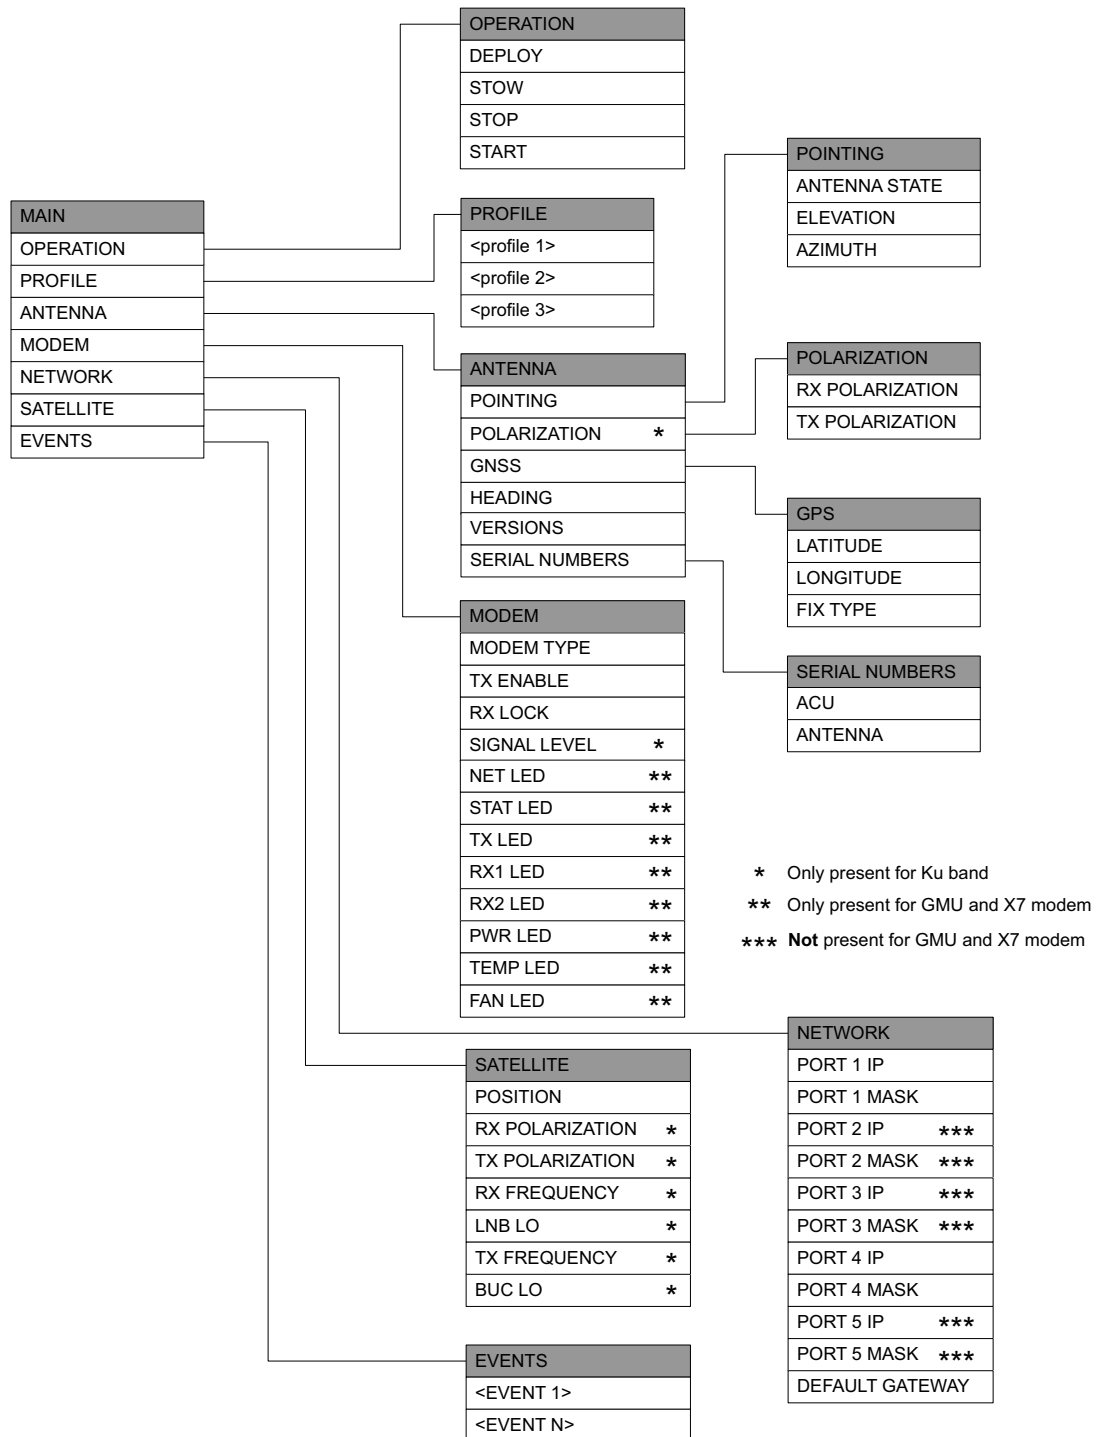 MAIN
OPERATION
PROFILE
ANTENNA
MODEM
NETWORK
SATELLITE
EVENTS
OPERATION
DEPLOY
STOW
STOP
START
PROFILE
<profile 1>
<profile 2>
<profile 3>
ANTENNA
POINTING
POLARIZATION *
GNSS
HEADING
VERSIONS
SERIAL NUMBERS
POINTING
ANTENNA STATE
ELEVATION
AZIMUTH
POLARIZATION
RX POLARIZATION
TX POLARIZATION
GPS
LATITUDE
LONGITUDE
FIX TYPE
SERIAL NUMBERS
ACU
ANTENNA
MODEM
MODEM TYPE
TX ENABLE
RX LOCK
SIGNAL LEVEL *
NET LED **
STAT LED **
TX LED **
RX1 LED **
RX2 LED **
PWR LED **
TEMP LED **
FAN LED **
* Only present for Ku band
** Only present for GMU and X7 modem
*** Not present for GMU and X7 modem
NETWORK
PORT 1 IP
PORT 1 MASK
PORT 2 IP ***
PORT 2 MASK ***
PORT 3 IP ***
PORT 3 MASK ***
PORT 4 IP
PORT 4 MASK
PORT 5 IP ***
PORT 5 MASK ***
DEFAULT GATEWAY
SATELLITE
POSITION
RX POLARIZATION *
TX POLARIZATION *
RX FREQUENCY *
LNB LO *
TX FREQUENCY *
BUC LO *
EVENTS
<EVENT 1>
<EVENT N>